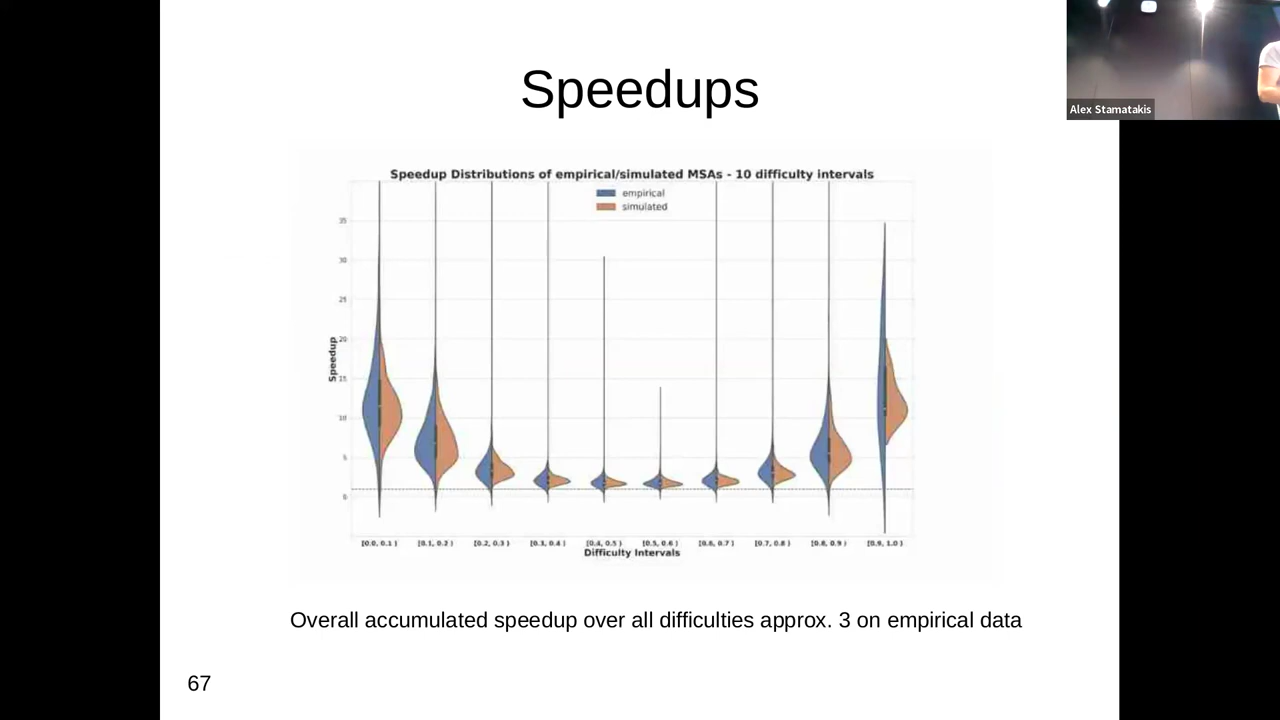 Speedups
Alex Stamatakis
Speedup Distributions of empirical/simulated MSAs - 10 difficulty intervals
empirical
simulated
35
30
25
20
15
10
5
0
Speedup
[0.0, 0.1 ) [0.1, 0.2 ) [0.2, 0.3 ) [0.3, 0.4 ) [0.4, 0.5 ) [0.5, 0.6 ) [0.6, 0.7 ) [0.7, 0.8 ) [0.8, 0.9 ) [0.9, 1.0 )
Difficulty Intervals
Overall accumulated speedup over all difficulties approx. 3 on empirical data
67